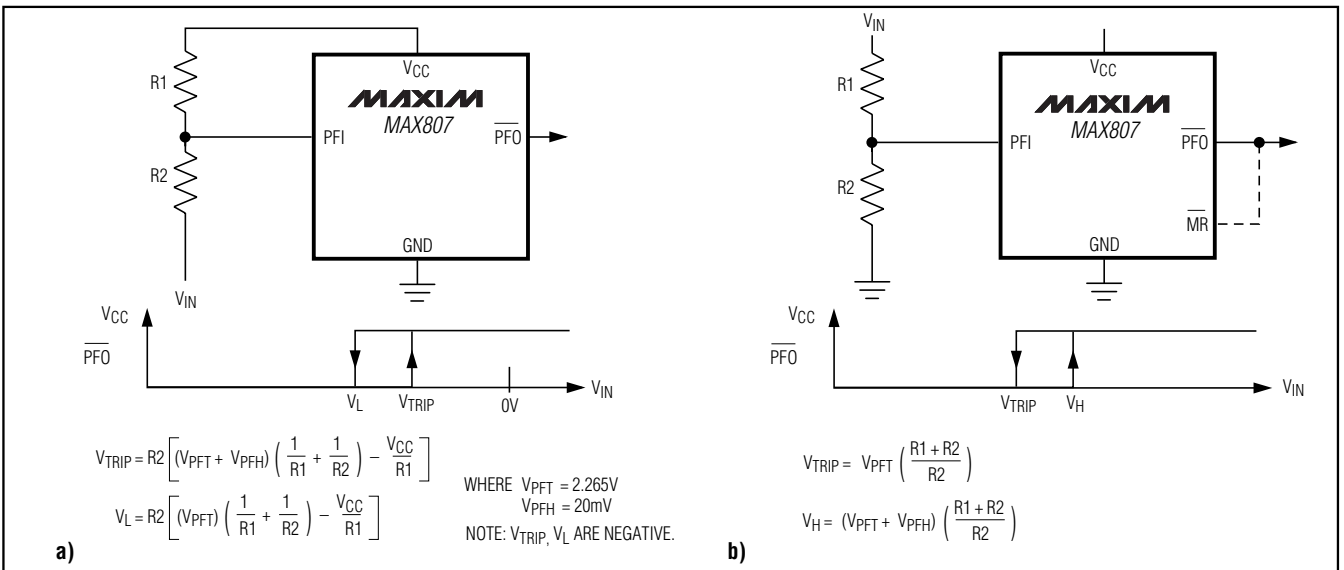 R1
R2
VIN
VCC
MAXIM
MAX807
PFI
PFO
GND
VCC
PFO
VL
VTRIP
0V
VIN
VTRIP = R2 [(VPFT + VPFH) (1/R1 + 1/R2) – VCC/R1]
VL = R2 [(VPFT) (1/R1 + 1/R2) – VCC/R1]
WHERE VPFT = 2.265V
VPFH = 20mV
NOTE: VTRIP, VL ARE NEGATIVE.
a)
VIN
R1
R2
VCC
MAXIM
MAX807
PFI
PFO
MR
GND
VCC
PFO
VTRIP
VH
VIN
VTRIP = VPFT (R1 + R2/R2)
VH = (VPFT + VPFH) (R1 + R2/R2)
b)